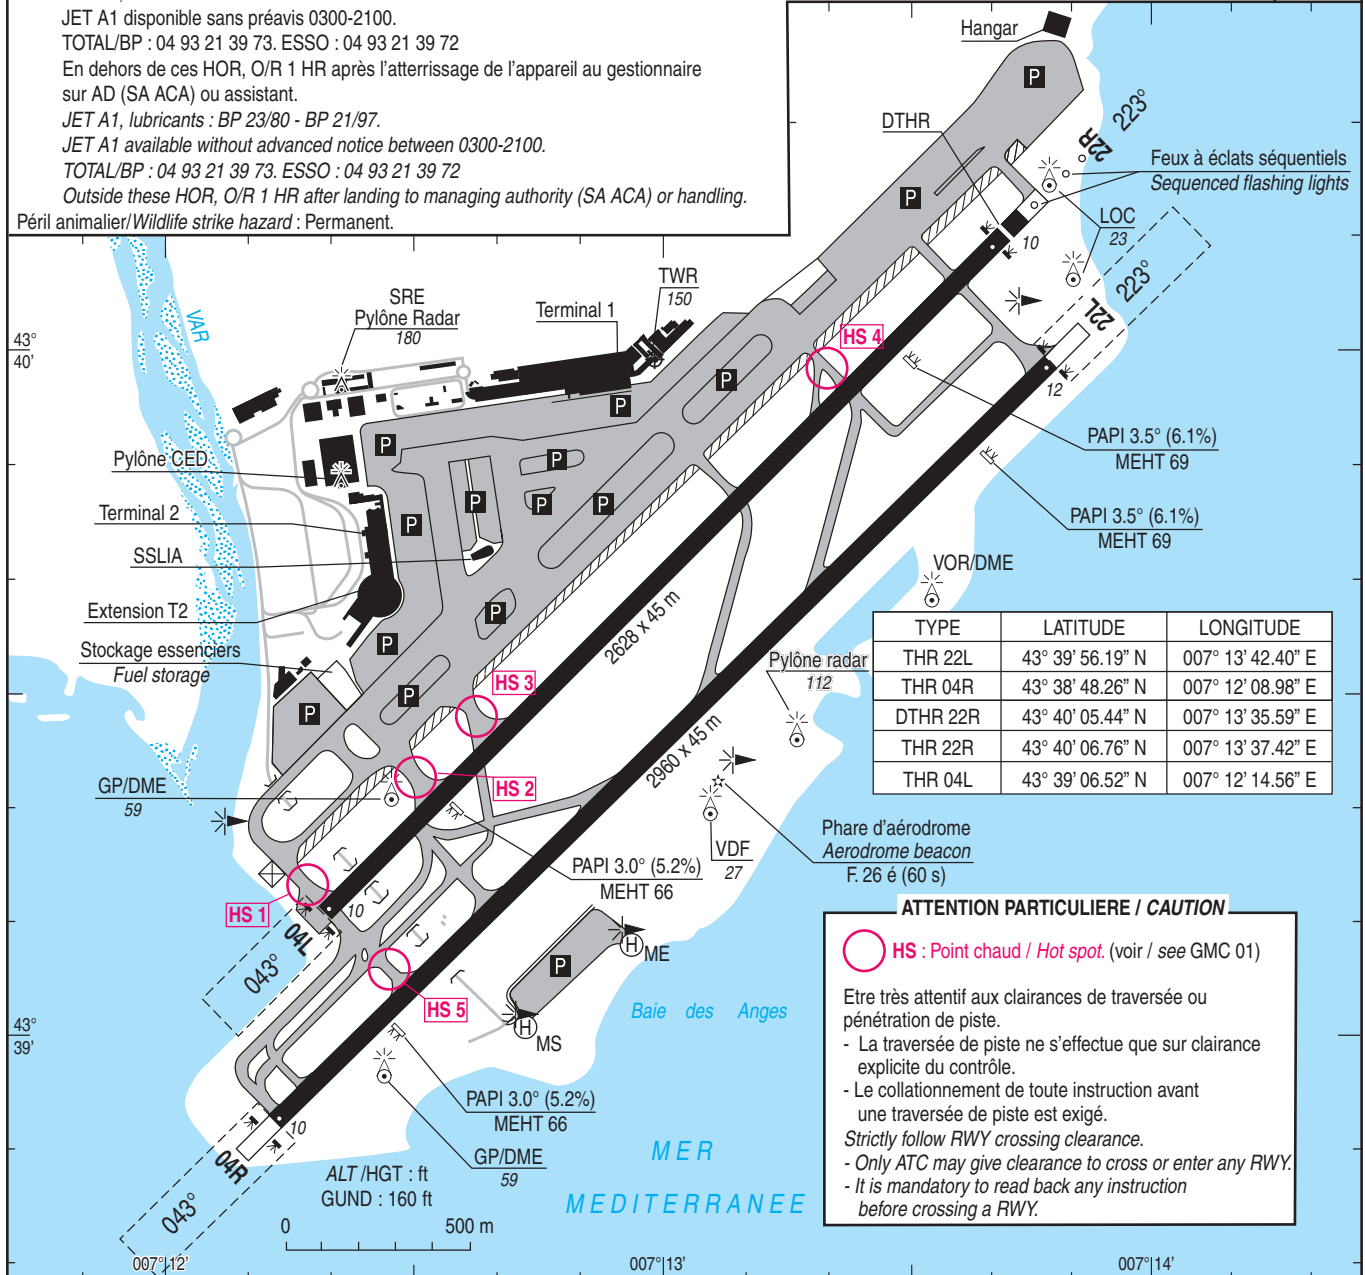 JET A1 disponible sans préavis 0300-2100.
TOTAL/BP : 04 93 21 39 73. ESSO : 04 93 21 39 72
En dehors de ces HOR, O/R 1 HR après l’atterrissage de l’appareil au gestionnaire
sur AD (SA ACA) ou assistant.
JET A1, lubricants : BP 23/80 - BP 21/97.
JET A1 available without advanced notice between 0300-2100.
TOTAL/BP : 04 93 21 39 73. ESSO : 04 93 21 39 72
Outside these HOR, O/R 1 HR after landing to managing authority (SA ACA) or handling.
Péril animalier/Wildlife strike hazard : Permanent.
Hangar
P
DTHR
22R 223°
Feux à éclats séquentiels
Sequenced flashing lights
P
LOC
23
10
22L 223°
VAR
SRE
Pylône Radar
180
Terminal 1
TWR
150
43°
40’
HS 4
12
P
P
P
PAPI 3.5° (6.1%)
MEHT 69
Pylône CED
P
P
P
P
Terminal 2
P
PAPI 3.5° (6.1%)
MEHT 69
SSLIA
VOR/DME
Extension T2
P
2628 x 45 m
Stockage essenciers
Fuel storage
P
HS 3
P
P
Pylône radar
112
2960 x 45 m
TYPE LATITUDE LONGITUDE
THR 22L 43° 39’ 56.19” N 007° 13’ 42.40” E
THR 04R 43° 38’ 48.26” N 007° 12’ 08.98” E
DTHR 22R 43° 40’ 05.44” N 007° 13’ 35.59” E
THR 22R 43° 40’ 06.76” N 007° 13’ 37.42” E
THR 04L 43° 39’ 06.52” N 007° 12’ 14.56” E
GP/DME
59
HS 2
VDF
27
Phare d’aérodrome
Aerodrome beacon
F. 26 é (60 s)
PAPI 3.0° (5.2%)
MEHT 66
HS 1
10
04L
043°
H
ME
P
HS 5
H
MS
Baie des Anges
43°
39’
ATTENTION PARTICULIERE / CAUTION
HS : Point chaud / Hot spot. (voir / see GMC 01)
Etre très attentif aux clairances de traversée ou
pénétration de piste.
- La traversée de piste ne s’effectue que sur clairance
explicite du contrôle.
- Le collationnement de toute instruction avant
une traversée de piste est exigé.
Strictly follow RWY crossing clearance.
- Only ATC may give clearance to cross or enter any RWY.
- It is mandatory to read back any instruction
before crossing a RWY.
PAPI 3.0° (5.2%)
MEHT 66
10
04R
043°
GP/DME
59
MER
MEDITERRANEE
ALT /HGT : ft
GUND : 160 ft
0 500 m
007° 12’
007° 13’
007° 14’